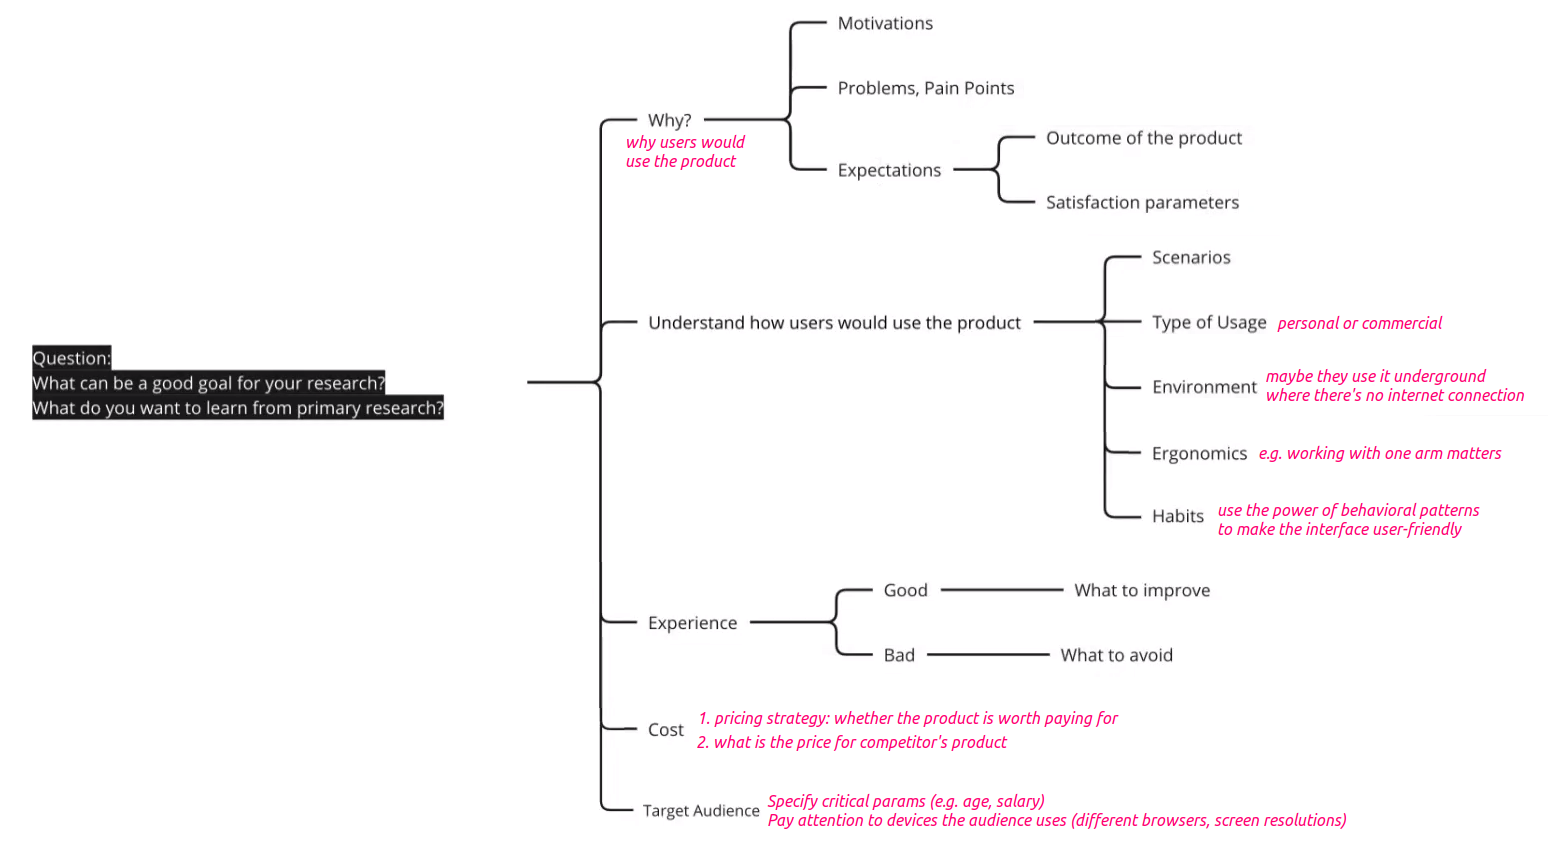 Motivations
Problems, Pain Points
Why?
why users would
use the product
Outcome of the product
Expectations
Satisfaction parameters
Scenarios
Understand how users would use the product
Type of Usage personal or commercial
Question:
What can be a good goal for your research?
What do you want to learn from primary research?
Environment
maybe they use it underground
where there's no internet connection
Ergonomics e.g. working with one arm matters
Habits
use the power of behavioral patterns
to make the interface user-friendly
Good What to improve
Experience
Bad What to avoid
Cost
1. pricing strategy: whether the product is worth paying for
2. what is the price for competitor's product
Target Audience
Specify critical params (e.g. age, salary)
Pay attention to devices the audience uses (different browsers, screen resolutions)